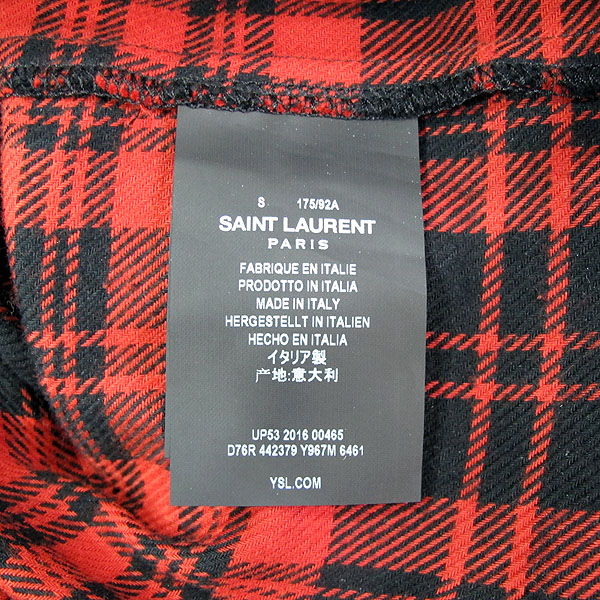 S 175/92A
SAINT LAURENT
PARIS
FABRIQUE EN ITALIE
PRODOTTO IN ITALIA
MADE IN ITALY
HERGESTELLT IN ITALIEN
HECHO EN ITALIA
イタリア製
产地:意大利
UP53 2016 00465
D76R 442379 Y967M 6461
YSL.COM